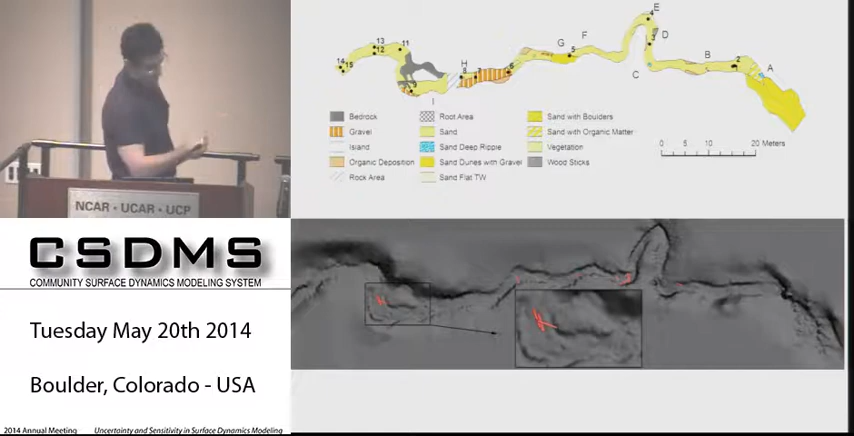 NCAR · UCAR · UCP
CSDMS
COMMUNITY SURFACE DYNAMICS MODELING SYSTEM
Tuesday May 20th 2014
Boulder, Colorado - USA
2014 Annual Meeting
Uncertainty and Sensitivity in Surface Dynamics Modeling
E
4
D
3
F
G
5
13
12
11
14
15
H
8
7
6
9
I
C
B
2
A
Bedrock
Gravel
Island
Organic Deposition
Rock Area
Root Area
Sand
Sand Deep Ripple
Sand Dunes with Gravel
Sand Flat TW
Sand with Boulders
Sand with Organic Matter
Vegetation
Wood Sticks
0
5
10
20 Meters